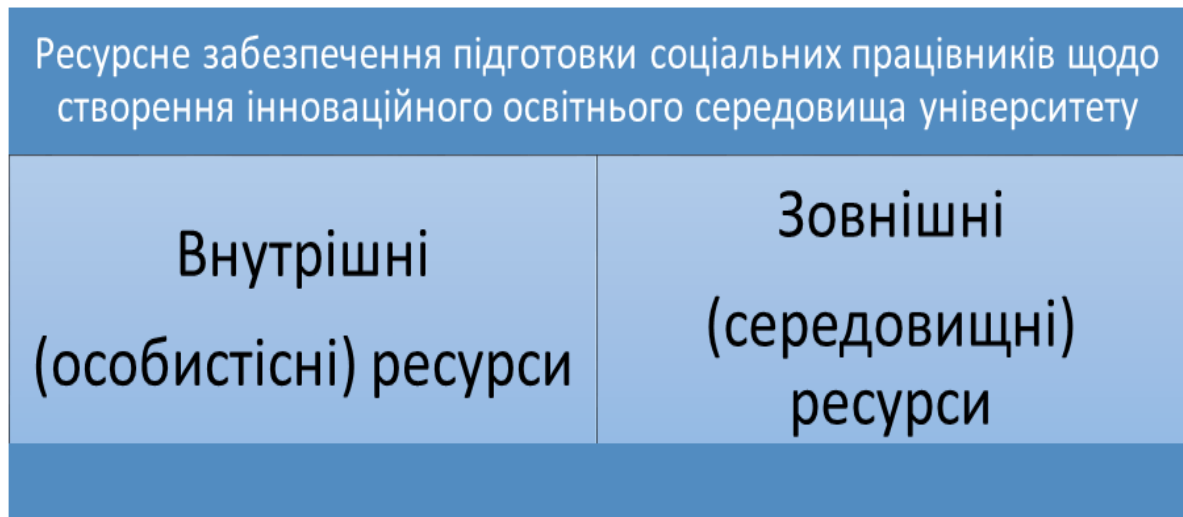 Ресурсне забезпечення підготовки соціальних працівників щодо
створення інноваційного освітнього середовища університету
Внутрішні
(особистісні) ресурси
Зовнішні
(середовищні)
ресурси